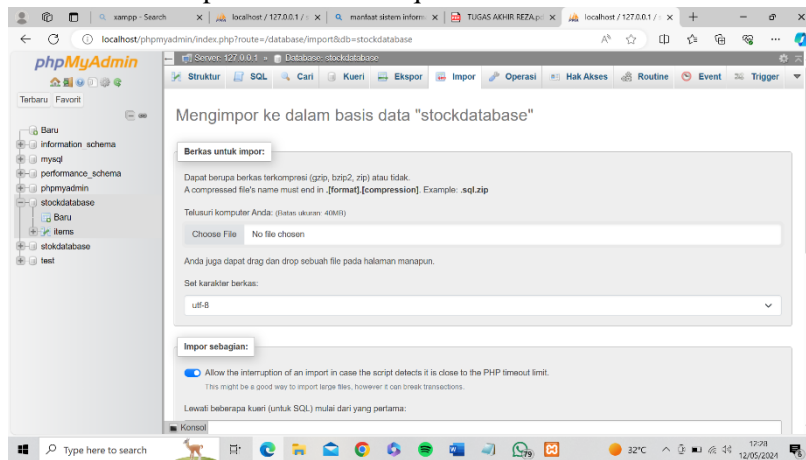 xampp - Search
localhost / 127.0.0.1 /
manfaat sistem inform
TUGAS AKHIR REZA.p
localhost / 127.0.0.1 /
localhost/phpmyadmin/index.php?route=/database/import&db=stockdatabase
phpMyAdmin
Terbaru Favorit
Baru
information_schema
mysql
performance_schema
phpmyadmin
stockdatabase
Baru
items
stokdatabase
test
Server: 127.0.0.1 » Database: stockdatabase
Struktur SQL Cari Kueri Ekspor Impor Operasi Hak Akses Routine Event Trigger
Mengimpor ke dalam basis data "stockdatabase"
Berkas untuk impor:
Dapat berupa berkas terkompresi (gzip, bzip2, zip) atau tidak.
A compressed file's name must end in .[format].[compression]. Example: .sql.zip
Telusuri komputer Anda: (Batas ukuran: 40MB)
Choose File No file chosen
Anda juga dapat drag dan drop sebuah file pada halaman manapun.
Set karakter berkas:
utf-8
Impor sebagian:
Allow the interruption of an import in case the script detects it is close to the PHP timeout limit.
This might be a good way to import large files, however it can break transactions.
Lewati beberapa kueri (untuk SQL) mulai dari yang pertama:
Konsol
Type here to search
79
32°C
12:28
12/05/2024